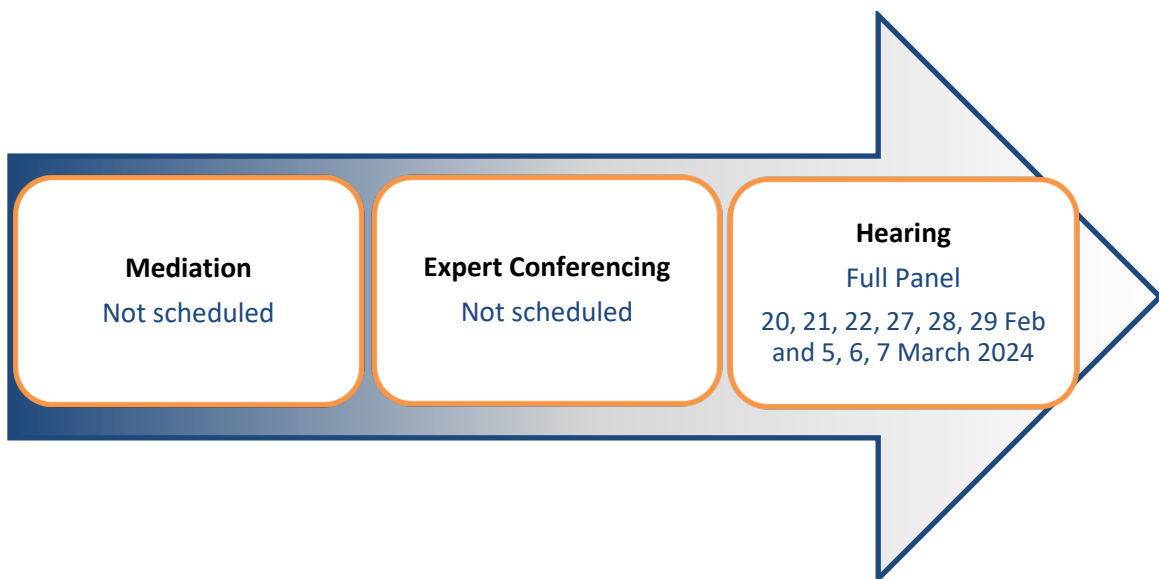 Mediation
Not scheduled
Expert Conferencing
Not scheduled
Hearing
Full Panel
20, 21, 22, 27, 28, 29 Feb
and 5, 6, 7 March 2024